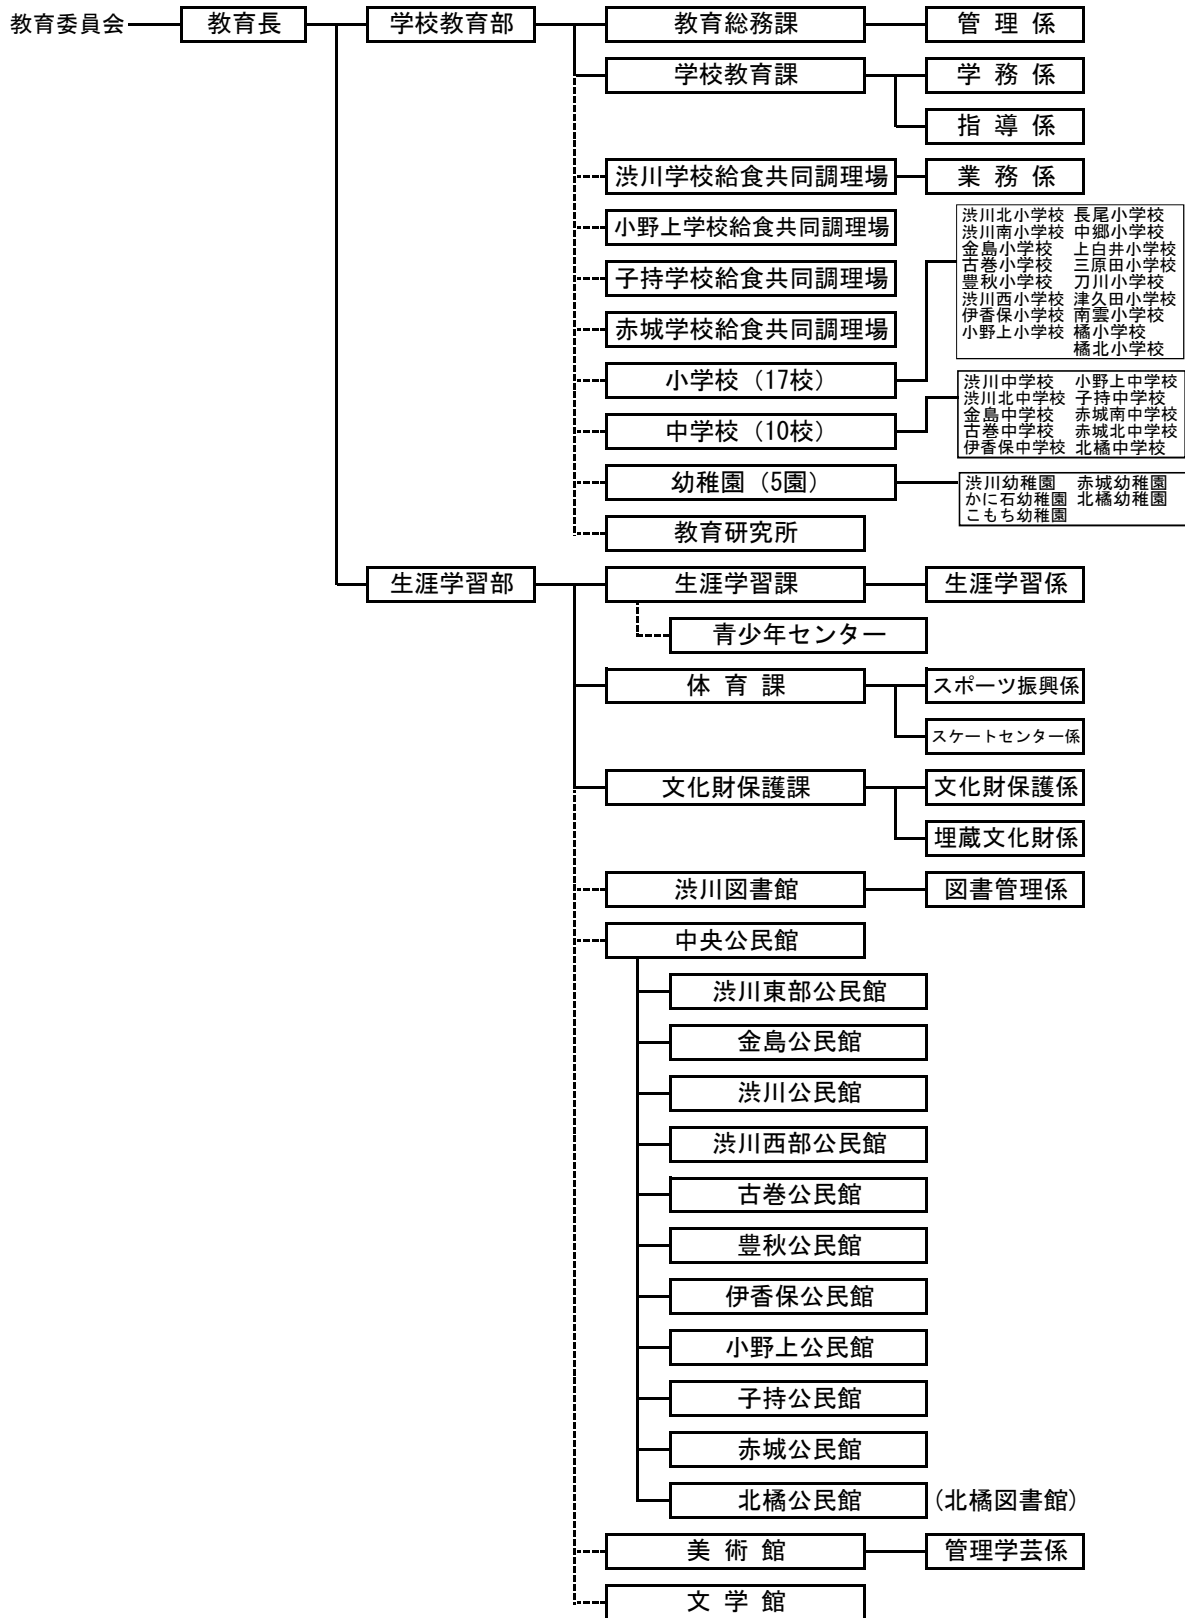 教育委員会 教育長 学校教育部 教育総務課 管理係
学校教育課 学務係
指導係
渋川学校給食共同調理場 業務係
小野上学校給食共同調理場
子持学校給食共同調理場
赤城学校給食共同調理場
小学校（17校）
渋川北小学校 長尾小学校
渋川南小学校 中郷小学校
金島小学校 上白井小学校
古巻小学校 三原田小学校
豊秋小学校 刀川小学校
渋川西小学校 津久田小学校
伊香保小学校 南雲小学校
小野上小学校 橘小学校
橘北小学校
中学校（10校）
渋川中学校 小野上中学校
渋川北中学校 子持中学校
金島中学校 赤城南中学校
古巻中学校 赤城北中学校
伊香保中学校 北橘中学校
幼稚園（5園）
渋川幼稚園 赤城幼稚園
かに石幼稚園 北橘幼稚園
こもち幼稚園
教育研究所
生涯学習部 生涯学習課 生涯学習係
青少年センター
体育課 スポーツ振興係
スケートセンター係
文化財保護課 文化財保護係
埋蔵文化財係
渋川図書館 図書管理係
中央公民館
渋川東部公民館
金島公民館
渋川公民館
渋川西部公民館
古巻公民館
豊秋公民館
伊香保公民館
小野上公民館
子持公民館
赤城公民館
北橘公民館 (北橘図書館)
美術館 管理学芸係
文学館